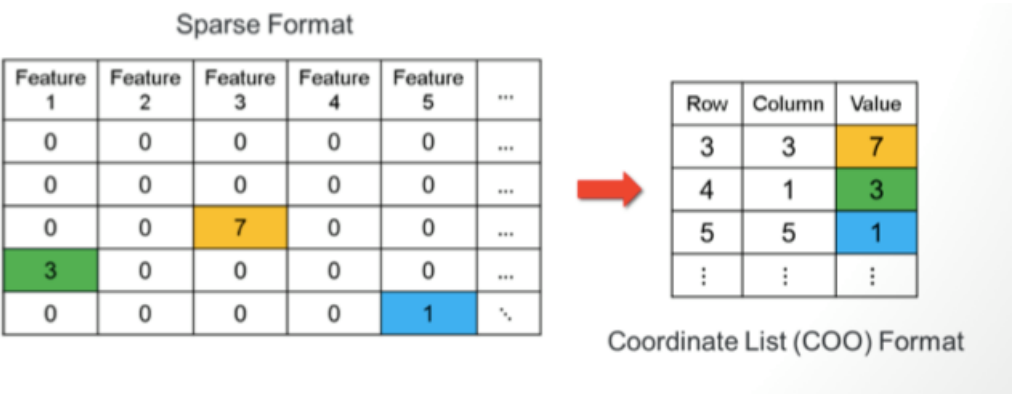 Sparse Format
Feature 1 Feature 2 Feature 3 Feature 4 Feature 5 ...
0 0 0 0 0 ...
0 0 0 0 0 ...
0 0 7 0 0 ...
3 0 0 0 0 ...
0 0 0 0 1 ⋱
Row Column Value
3 3 7
4 1 3
5 5 1
⋮ ⋮ ⋮
Coordinate List (COO) Format